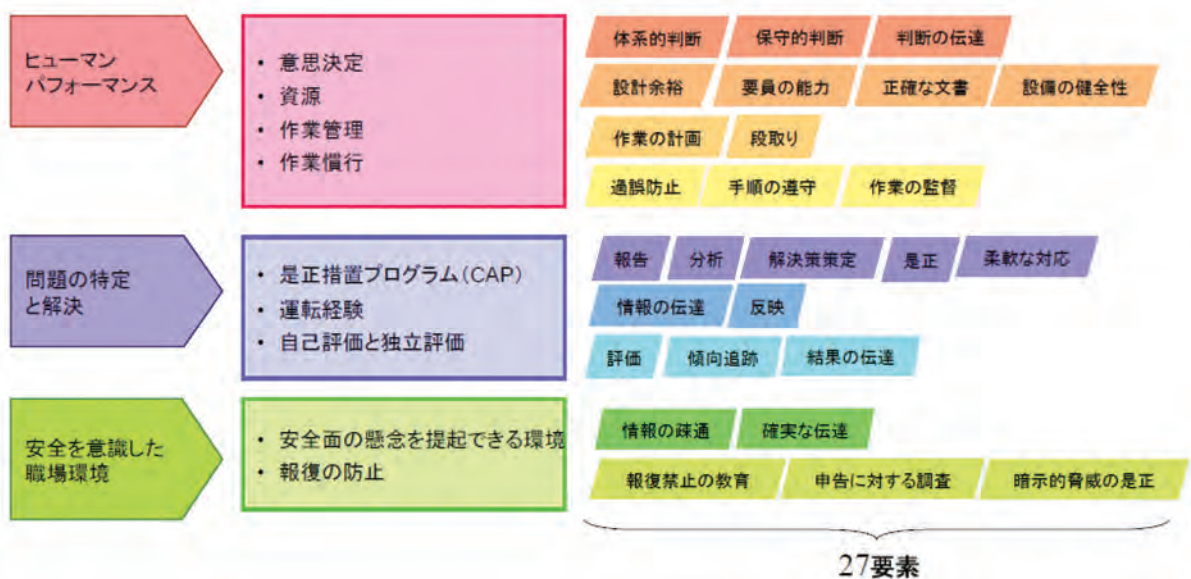 ヒューマン
パフォーマンス
・ 意思決定
・ 資源
・ 作業管理
・ 作業慣行
体系的判断 保守的判断 判断の伝達
設計余裕 要員の能力 正確な文書 設備の健全性
作業の計画 段取り
過誤防止 手順の遵守 作業の監督
問題の特定
と解決
・ 是正措置プログラム(CAP)
・ 運転経験
・ 自己評価と独立評価
報告 分析 解決策策定 是正 柔軟な対応
情報の伝達 反映
評価 傾向追跡 結果の伝達
安全を意識した
職場環境
・ 安全面の懸念を提起できる環境
・ 報復の防止
情報の疎通 確実な伝達
報復禁止の教育 申告に対する調査 暗示的脅威の是正
27要素